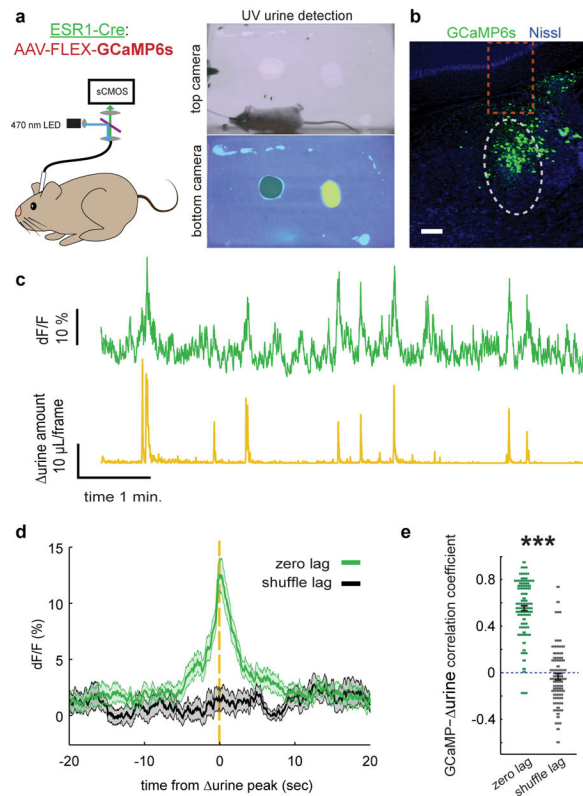 a
ESR1-Cre:
AAV-FLEX-GCaMP6s
sCMOS
470 nm LED
UV urine detection
top camera
bottom camera
b
GCaMP6s Nissl
c
dF/F
10 %
Δurine amount
10 µL/frame
time 1 min.
d
15
10
5
0
dF/F (%)
zero lag
shuffle lag
-20
-10
0
10
20
time from Δurine peak (sec)
e
***
GCaMP-Δurine correlation coefficient
0.8
0.4
0
-0.4
zero lag
shuffle lag